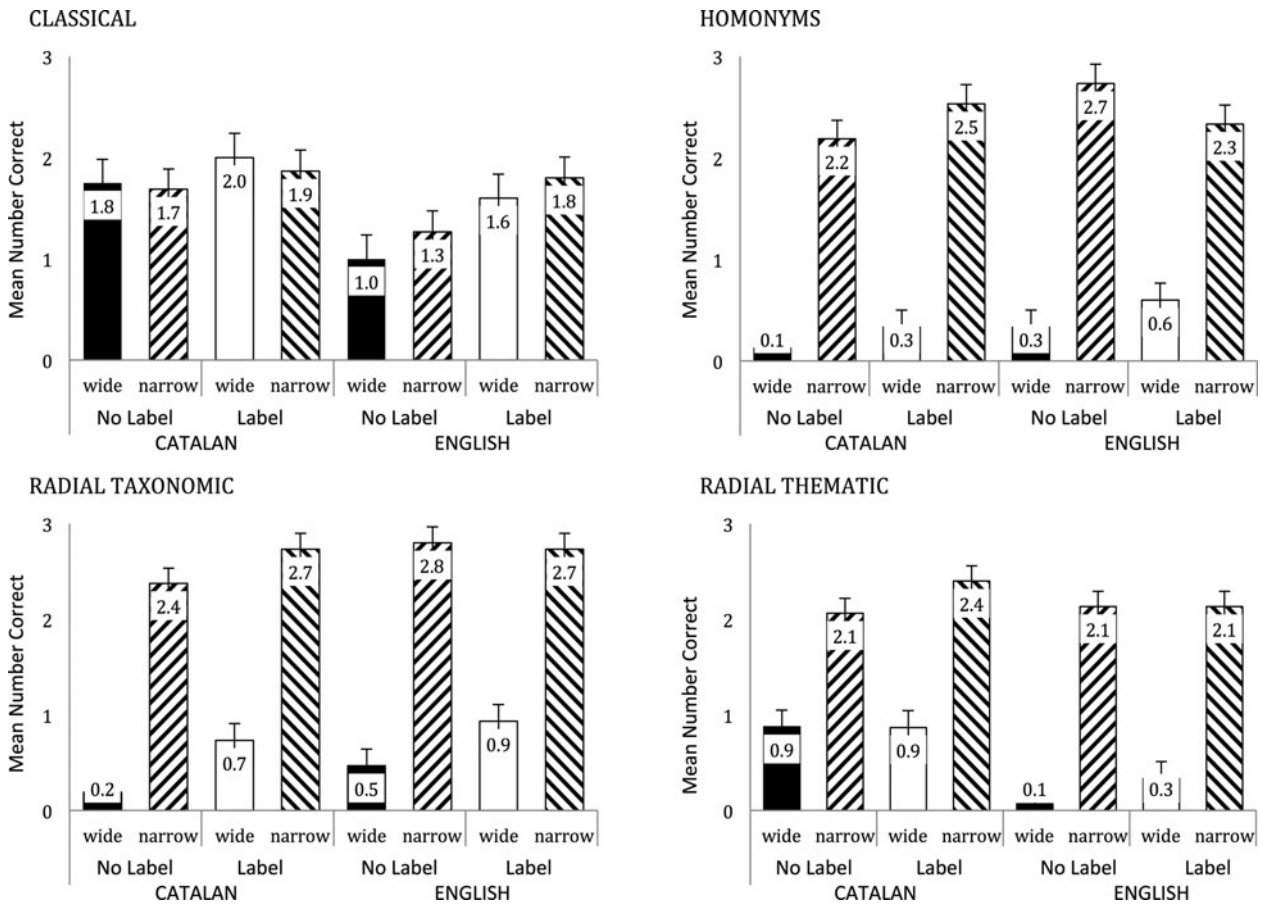 CLASSICAL
Mean Number Correct
3
2
1
0
1.8
1.7
2.0
1.9
1.0
1.3
1.6
1.8
wide narrow wide narrow wide narrow wide narrow
No Label Label No Label Label
CATALAN ENGLISH
HOMONYMS
Mean Number Correct
3
2
1
0
0.1
2.2
0.3
2.5
0.3
2.7
0.6
2.3
wide narrow wide narrow wide narrow wide narrow
No Label Label No Label Label
CATALAN ENGLISH
RADIAL TAXONOMIC
Mean Number Correct
3
2
1
0
0.2
2.4
0.7
2.7
0.5
2.8
0.9
2.7
wide narrow wide narrow wide narrow wide narrow
No Label Label No Label Label
CATALAN ENGLISH
RADIAL THEMATIC
Mean Number Correct
3
2
1
0
0.9
2.1
0.9
2.4
0.1
2.1
0.3
2.1
wide narrow wide narrow wide narrow wide narrow
No Label Label No Label Label
CATALAN ENGLISH